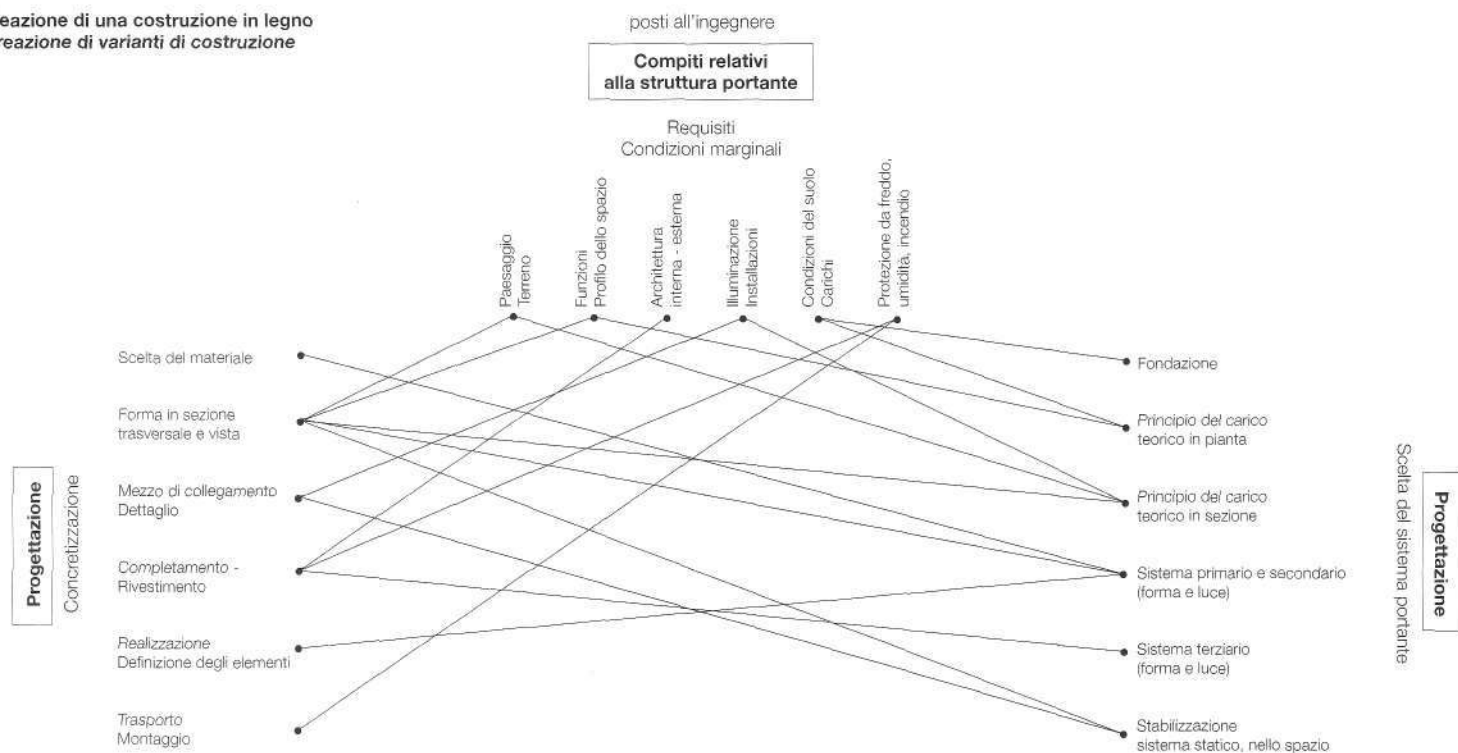 eazione di una costruzione in legno
reazione di varianti di costruzione
posti all'ingegnere
Compiti relativi
alla struttura portante
Requisiti
Condizioni marginali
Paesaggio
Terreno
Funzioni
Profilo dello spazio
Architettura
interna - esterna
Illuminazione
Installazioni
Condizioni del suolo
Carichi
Protezione da freddo,
umidità, incendio
Scelta del materiale
Forma in sezione
trasversale e vista
Mezzo di collegamento
Dettaglio
Completamento -
Rivestimento
Realizzazione
Definizione degli elementi
Trasporto
Montaggio
Progettazione
Concretizzazione
Fondazione
Principio del carico
teorico in pianta
Principio del carico
teorico in sezione
Sistema primario e secondario
(forma e luce)
Sistema terziario
(forma e luce)
Stabilizzazione
sistema statico, nello spazio
Scelta del sistema portante
Progettazione